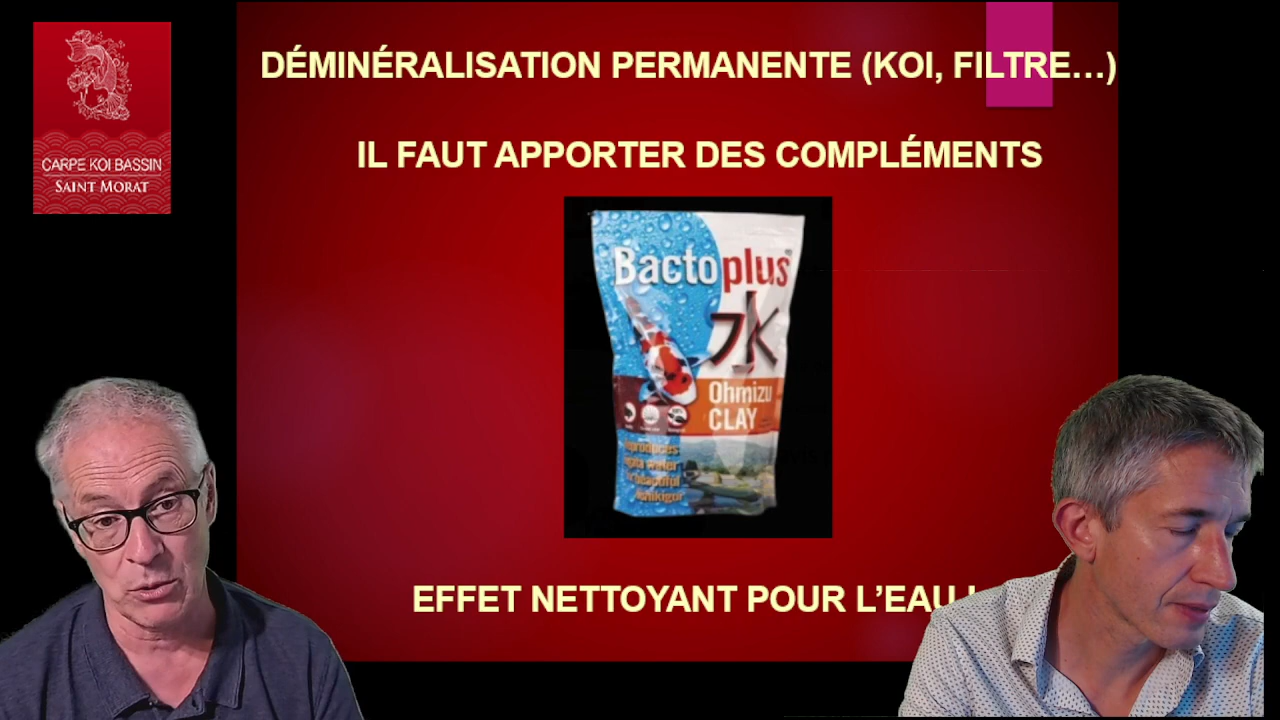 DÉMINÉRALISATION PERMANENTE (KOI, FILTRE…)
IL FAUT APPORTER DES COMPLÉMENTS
CARPE KOI BASSIN
SAINT MORAT
Bactoplus
水
Ohmizu
CLAY
EFFET NETTOYANT POUR L'EAU !